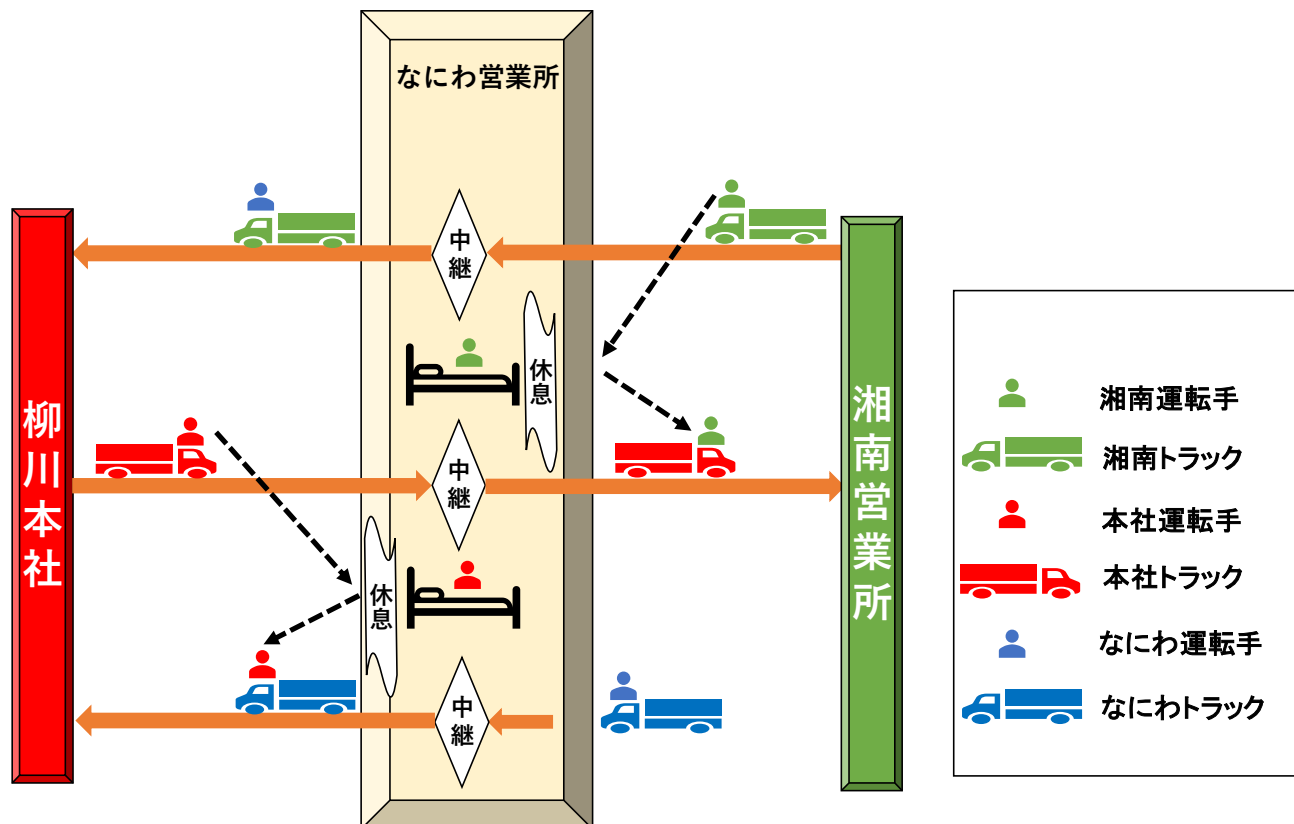 なにわ営業所
中継
中継
休息
中継
休息
柳川本社
湘南営業所
湘南運転手
湘南トラック
本社運転手
本社トラック
なにわ運転手
なにわトラック